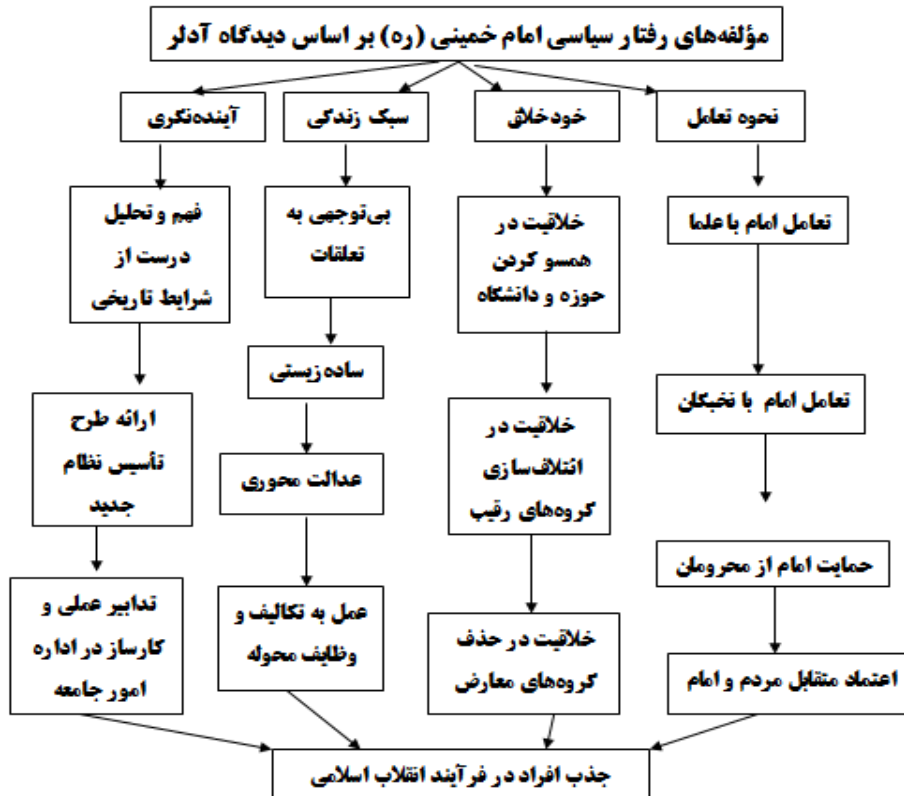 مؤلفه‌های رفتار سیاسی امام خمینی (ره) بر اساس دیدگاه آدلر
نحوه تعامل
خودخلاق
سبک زندگی
آینده‌نگری
تعامل امام با علما
تعامل امام با نخبگان
حمایت امام از محرومان
اعتماد متقابل مردم و امام
خلاقیت در
همسو کردن
حوزه و دانشگاه
خلاقیت در
ائتلاف‌سازی
گروه‌های رقیب
خلاقیت در حذف
گروه‌های معارض
بی‌توجهی به
تعلقات
ساده‌زیستی
عدالت محوری
عمل به تکالیف و
وظایف محوله
فهم و تحلیل
درست از
شرایط تاریخی
ارائه طرح
تأسیس نظام
جدید
تدابیر عملی و
کارساز در اداره
امور جامعه
جذب افراد در فرآیند انقلاب اسلامی